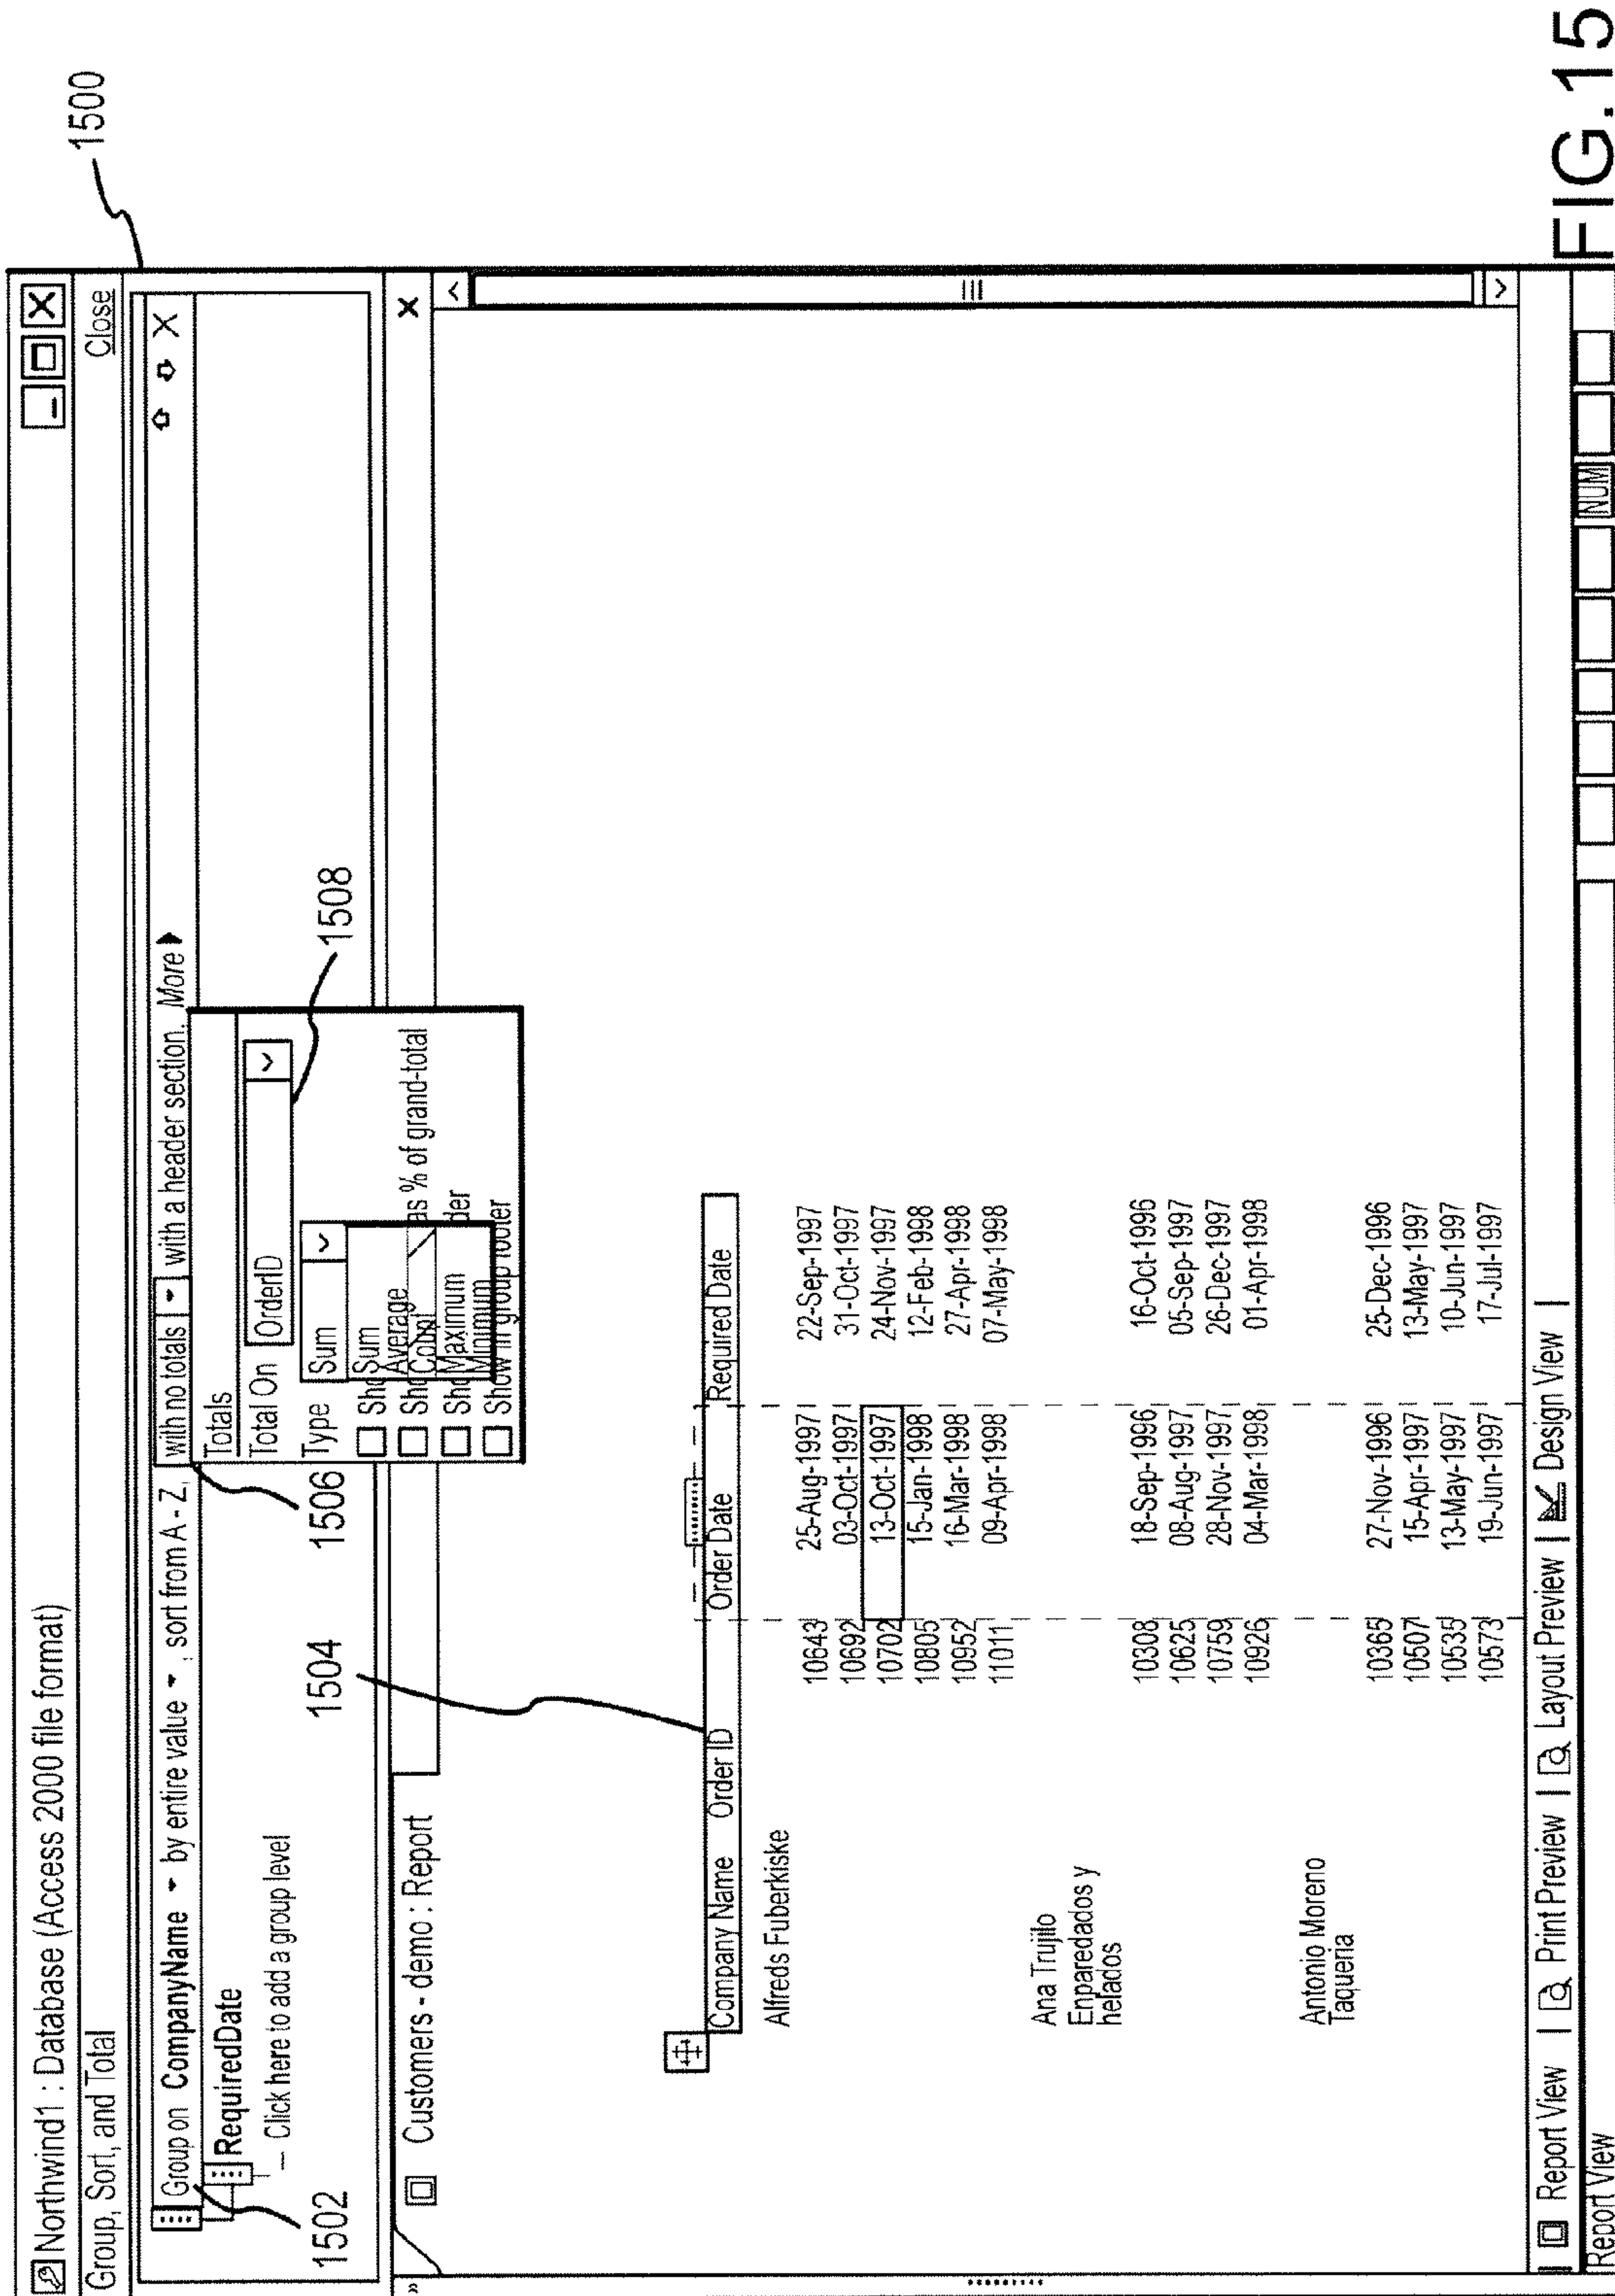 Northwind1 : Database (Access 2000 file format)
Group, Sort, and Total Close
1500
Group on CompanyName by entire value , sort from A - Z, with no totals with a header section. More
RequiredDate
Click here to add a group level
1502
1504
1506
1508
Totals
Total On OrderID
Type Sum
Sum
Average
Count
Maximum
Minimum
Sho
Sho as % of grand-total
Sho der
Show in group footer
Customers - demo : Report
Company Name Order ID Order Date Required Date
Alfreds Fuberkiske
10643 25-Aug-1997 22-Sep-1997
10692 03-Oct-1997 31-Oct-1997
10702 13-Oct-1997 24-Nov-1997
10805 15-Jan-1998 12-Feb-1998
10952 16-Mar-1998 27-Apr-1998
11011 09-Apr-1998 07-May-1998
Ana Trujilo
Enparedados y
helados
10308 18-Sep-1996 16-Oct-1996
10625 08-Aug-1997 05-Sep-1997
10759 28-Nov-1997 26-Dec-1997
10926 04-Mar-1998 01-Apr-1998
Antonio Moreno
Taqueria
10365 27-Nov-1996 25-Dec-1996
10507 15-Apr-1997 13-May-1997
10535 13-May-1997 10-Jun-1997
10573 19-Jun-1997 17-Jul-1997
Report View | Print Preview | Layout Preview | Design View |
Report View NUM
FIG.15